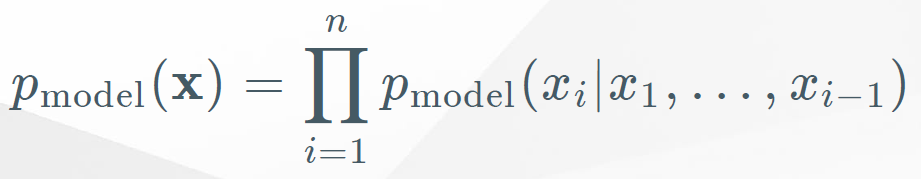 p_model(𝐱) = ∏_{i=1}^{n} p_model(x_i|x_1, . . . , x_{i−1})